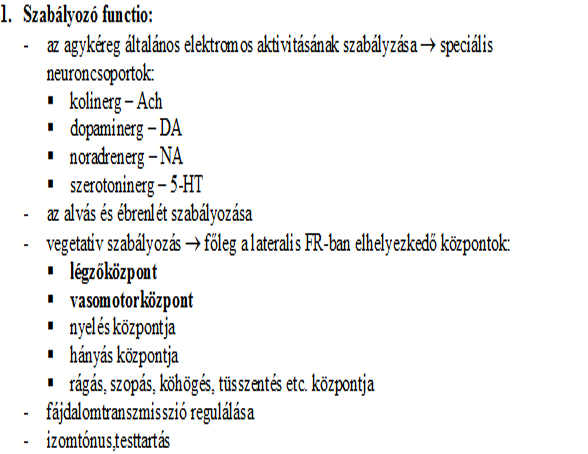 1. Szabályozó functio:
- az agykéreg általános elektromos aktivitásának szabályzása → speciális
neuroncsoportok:
▪ kolinerg – Ach
▪ dopaminerg – DA
▪ noradrenerg – NA
▪ szerotoninerg – 5-HT
- az alvás és ébrenlét szabályozása
- vegetatív szabályozás → főleg a lateralis FR-ban elhelyezkedő központok:
▪ légzőközpont
▪ vasomotorközpont
▪ nyelés központja
▪ hányás központja
▪ rágás, szopás, köhögés, tüsszentés etc. központja
- fájdalomtranszmisszió regulálása
- izomtónus,testtartás